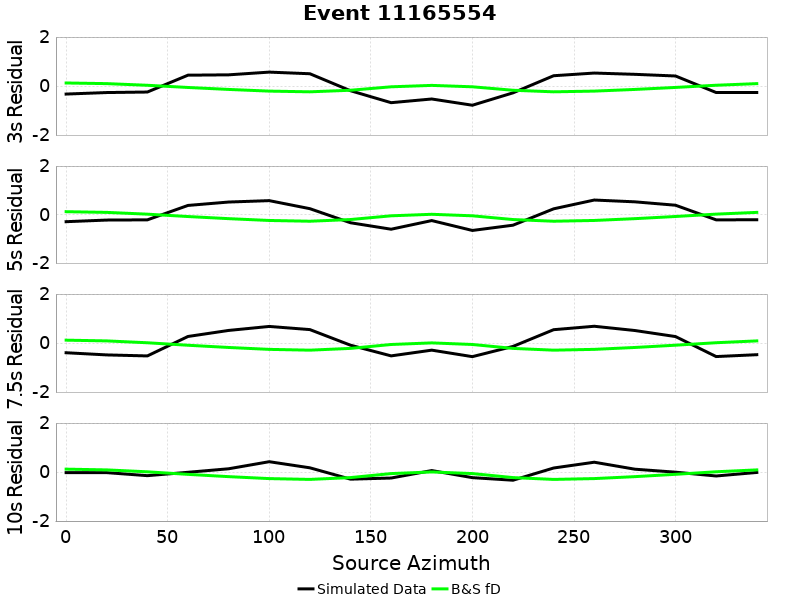 Event 11165554
3s Residual
2
0
-2
5s Residual
2
0
-2
7.5s Residual
2
0
-2
10s Residual
2
0
-2
0 50 100 150 200 250 300
Source Azimuth
Simulated Data B&S fD